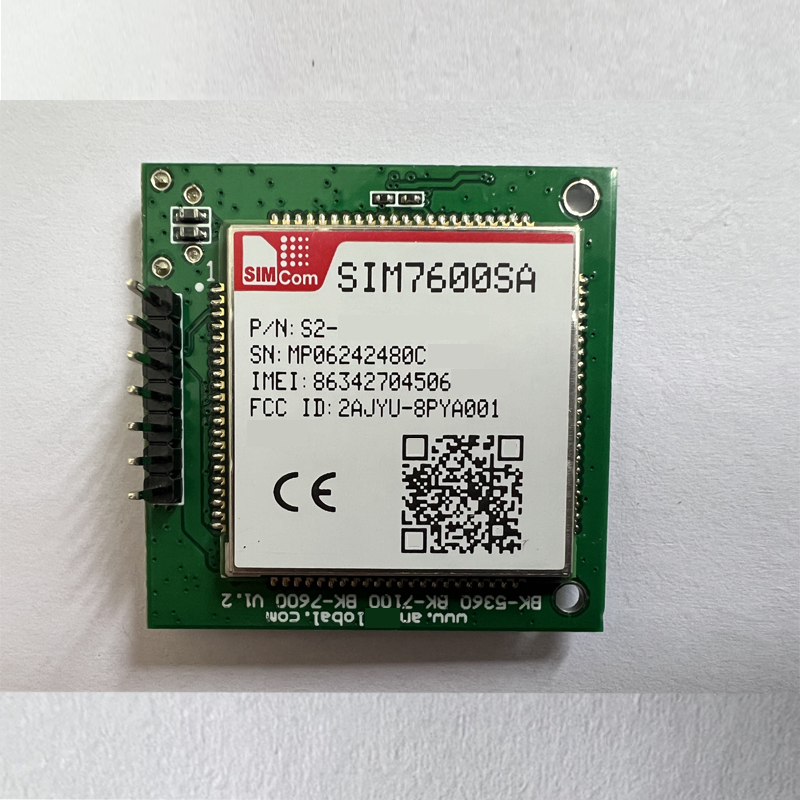 1
SIMCom
SIM7600SA
P/N: S2-
SN: MP06242480C
IMEI: 86342704506
FCC ID: 2AJYU-8PYA001
CE
BK-5360 BK-7100 BK-7600 V1.2
www.an lobal.com